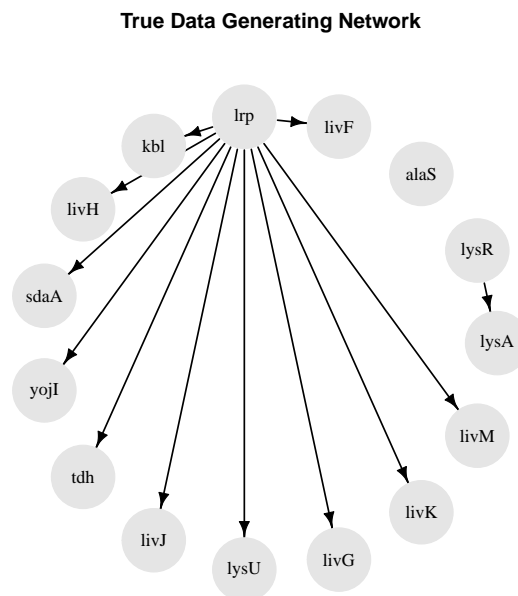 True Data Generating Network
lrp
livF
kbl
alaS
livH
lysR
sdaA
lysA
yojI
livM
tdh
livK
livJ
livG
lysU